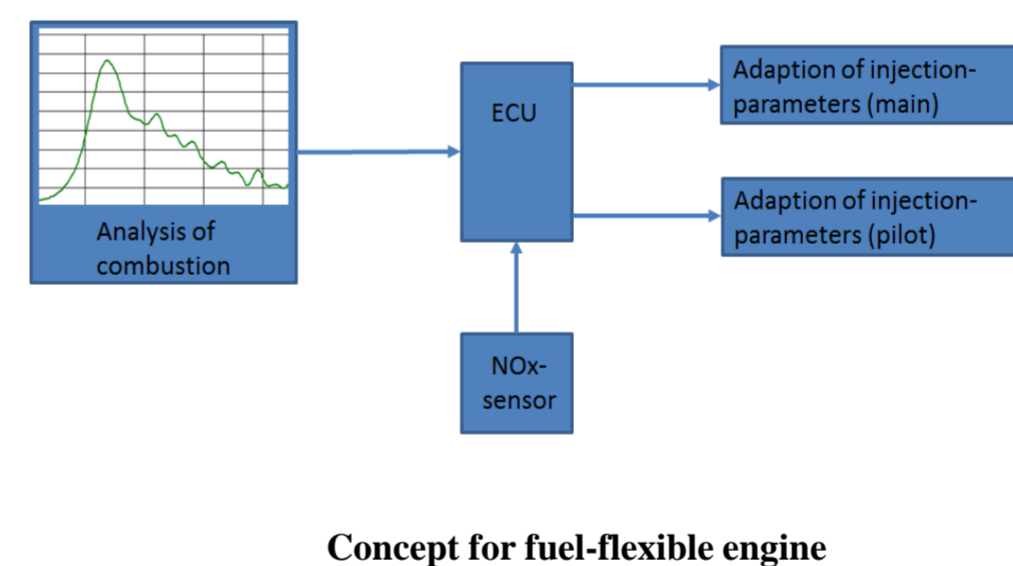 Analysis of
combustion
ECU
NOx-
sensor
Adaption of injection-
parameters (main)
Adaption of injection-
parameters (pilot)
Concept for fuel-flexible engine